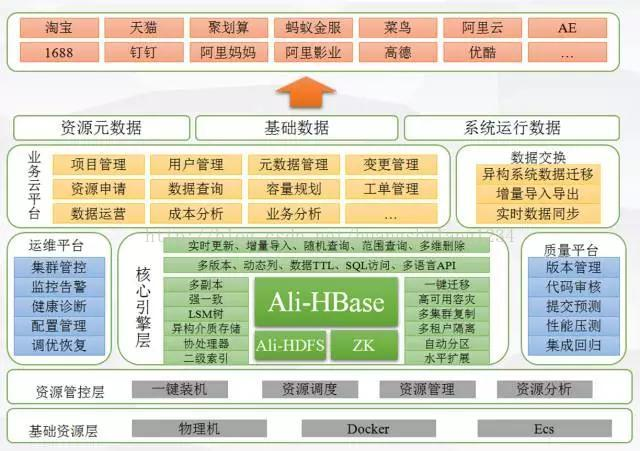 淘宝 天猫 聚划算 蚂蚁金服 菜鸟 阿里云 AE
1688 钉钉 阿里妈妈 阿里影业 高德 优酷 …
资源元数据 基础数据 系统运行数据
业务云平台
项目管理 用户管理 元数据管理 变更管理
资源申请 数据查询 容量规划 工单管理
数据运营 成本分析 业务分析 …
数据交换
异构系统数据迁移
增量导入导出
实时数据同步
运维平台
集群管控
监控告警
健康诊断
配置管理
调优恢复
核心引擎层
实时更新、增量导入、随机查询、范围查询、多维删除
多版本、动态列、数据TTL、SQL访问、多语言API
多副本
强一致
LSM树
异构介质存储
协处理器
二级索引
Ali-HBase
Ali-HDFS ZK
一键迁移
高可用容灾
多集群复制
多租户隔离
自动分区
水平扩展
质量平台
版本管理
代码审核
提交预测
性能压测
集成回归
资源管控层 一键装机 资源调度 资源管理 资源分析
基础资源层 物理机 Docker Ecs